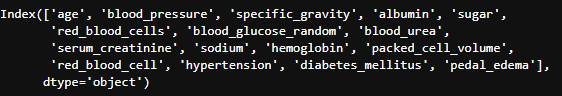 Index(['age', 'blood_pressure', 'specific_gravity', 'albumin', 'sugar',
'red_blood_cells', 'blood_glucose_random', 'blood_urea',
'serum_creatinine', 'sodium', 'hemoglobin', 'packed_cell_volume',
'red_blood_cell', 'hypertension', 'diabetes_mellitus', 'pedal_edema'],
dtype='object')